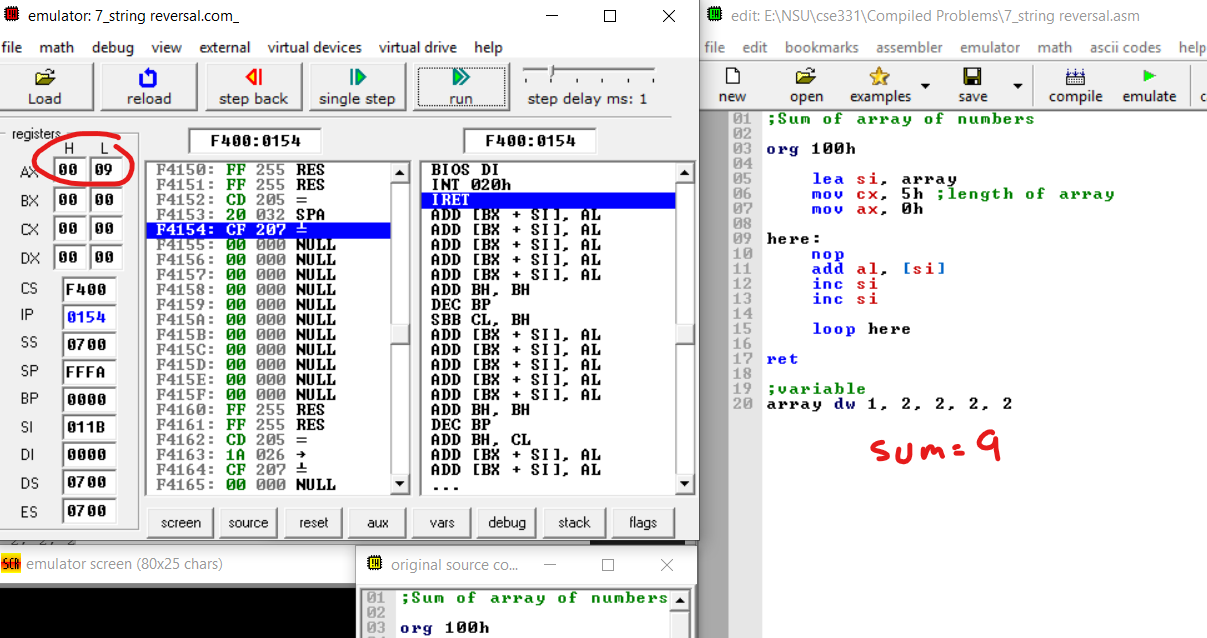 emulator: 7_string reversal.com_
file math debug view external virtual devices virtual drive help
Load reload step back single step run step delay ms: 1
registers
H L
AX 00 09
BX 00 00
CX 00 00
DX 00 00
CS F400
IP 0154
SS 0700
SP FFFA
BP 0000
SI 011B
DI 0000
DS 0700
ES 0700
F400:0154
F4150: FF 255 RES
F4151: FF 255 RES
F4152: CD 205 =
F4153: 20 032 SPA
F4154: CF 207 ╧
F4155: 00 000 NULL
F4156: 00 000 NULL
F4157: 00 000 NULL
F4158: 00 000 NULL
F4159: 00 000 NULL
F415A: 00 000 NULL
F415B: 00 000 NULL
F415C: 00 000 NULL
F415D: 00 000 NULL
F415E: 00 000 NULL
F415F: 00 000 NULL
F4160: FF 255 RES
F4161: FF 255 RES
F4162: CD 205 =
F4163: 1A 026 →
F4164: CF 207 ╧
F4165: 00 000 NULL
F400:0154
BIOS DI
INT 020h
IRET
ADD [BX + SI], AL
ADD [BX + SI], AL
ADD [BX + SI], AL
ADD [BX + SI], AL
ADD [BX + SI], AL
ADD BH, BH
DEC BP
SBB CL, BH
ADD [BX + SI], AL
ADD [BX + SI], AL
ADD [BX + SI], AL
ADD [BX + SI], AL
ADD [BX + SI], AL
ADD BH, BH
DEC BP
ADD BH, CL
ADD [BX + SI], AL
ADD [BX + SI], AL
...
screen source reset aux vars debug stack flags
emulator screen (80x25 chars)
original source co...
01 ;Sum of array of numbers
02
03 org 100h
edit: E:\NSU\cse331\Compiled Problems\7_string reversal.asm
file edit bookmarks assembler emulator math ascii codes help
new open examples save compile emulate
01 ;Sum of array of numbers
02
03 org 100h
04
05 lea si, array
06 mov cx, 5h ;length of array
07 mov ax, 0h
08
09 here:
10 nop
11 add al, [si]
12 inc si
13 inc si
14
15 loop here
16
17 ret
18
19 ;variable
20 array dw 1, 2, 2, 2, 2
sum = 9